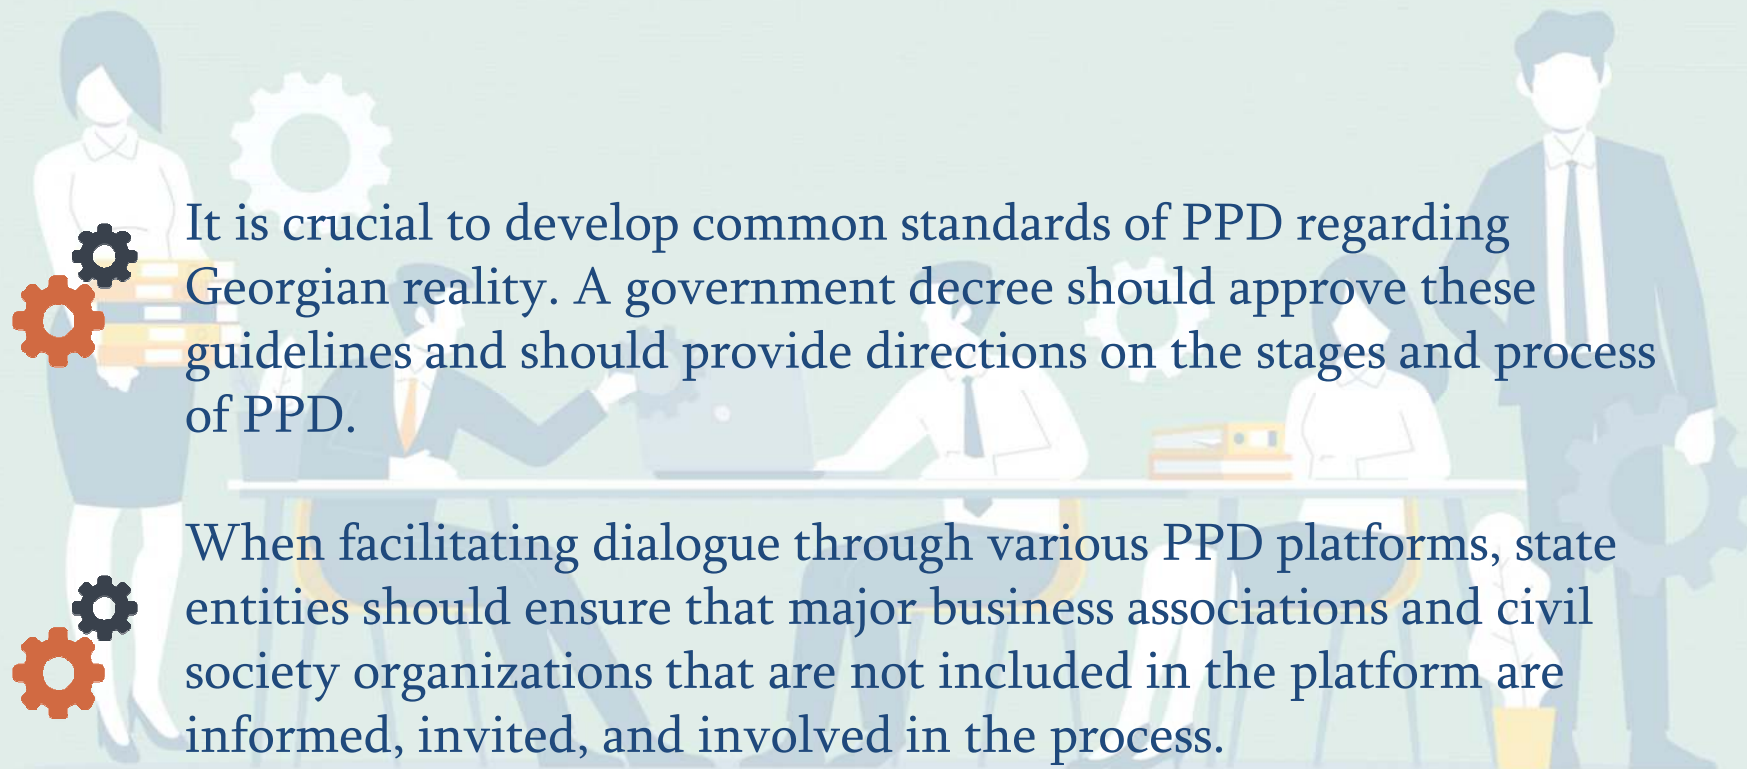 It is crucial to develop common standards of PPD regarding
Georgian reality. A government decree should approve these
guidelines and should provide directions on the stages and process
of PPD.
When facilitating dialogue through various PPD platforms, state
entities should ensure that major business associations and civil
society organizations that are not included in the platform are
informed, invited, and involved in the process.